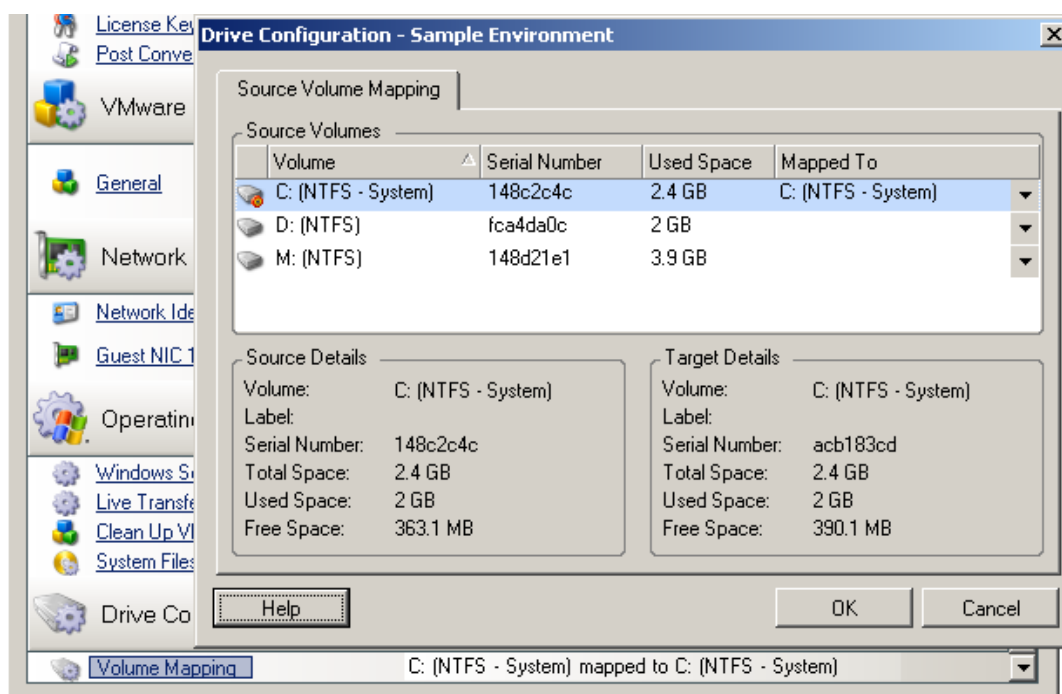 License Key
Post Conve
VMware
General
Network
Network Ide
Guest NIC 1
Operatin
Windows Se
Live Transfe
Clean Up VI
System Files
Drive Co
Volume Mapping C: (NTFS - System) mapped to C: (NTFS - System)
Drive Configuration - Sample Environment
Source Volume Mapping
Source Volumes
Volume Serial Number Used Space Mapped To
C: (NTFS - System) 148c2c4c 2.4 GB C: (NTFS - System)
D: (NTFS) fca4da0c 2 GB
M: (NTFS) 148d21e1 3.9 GB
Source Details
Volume: C: (NTFS - System)
Label:
Serial Number: 148c2c4c
Total Space: 2.4 GB
Used Space: 2 GB
Free Space: 363.1 MB
Target Details
Volume: C: (NTFS - System)
Label:
Serial Number: acb183cd
Total Space: 2.4 GB
Used Space: 2 GB
Free Space: 390.1 MB
Help OK Cancel